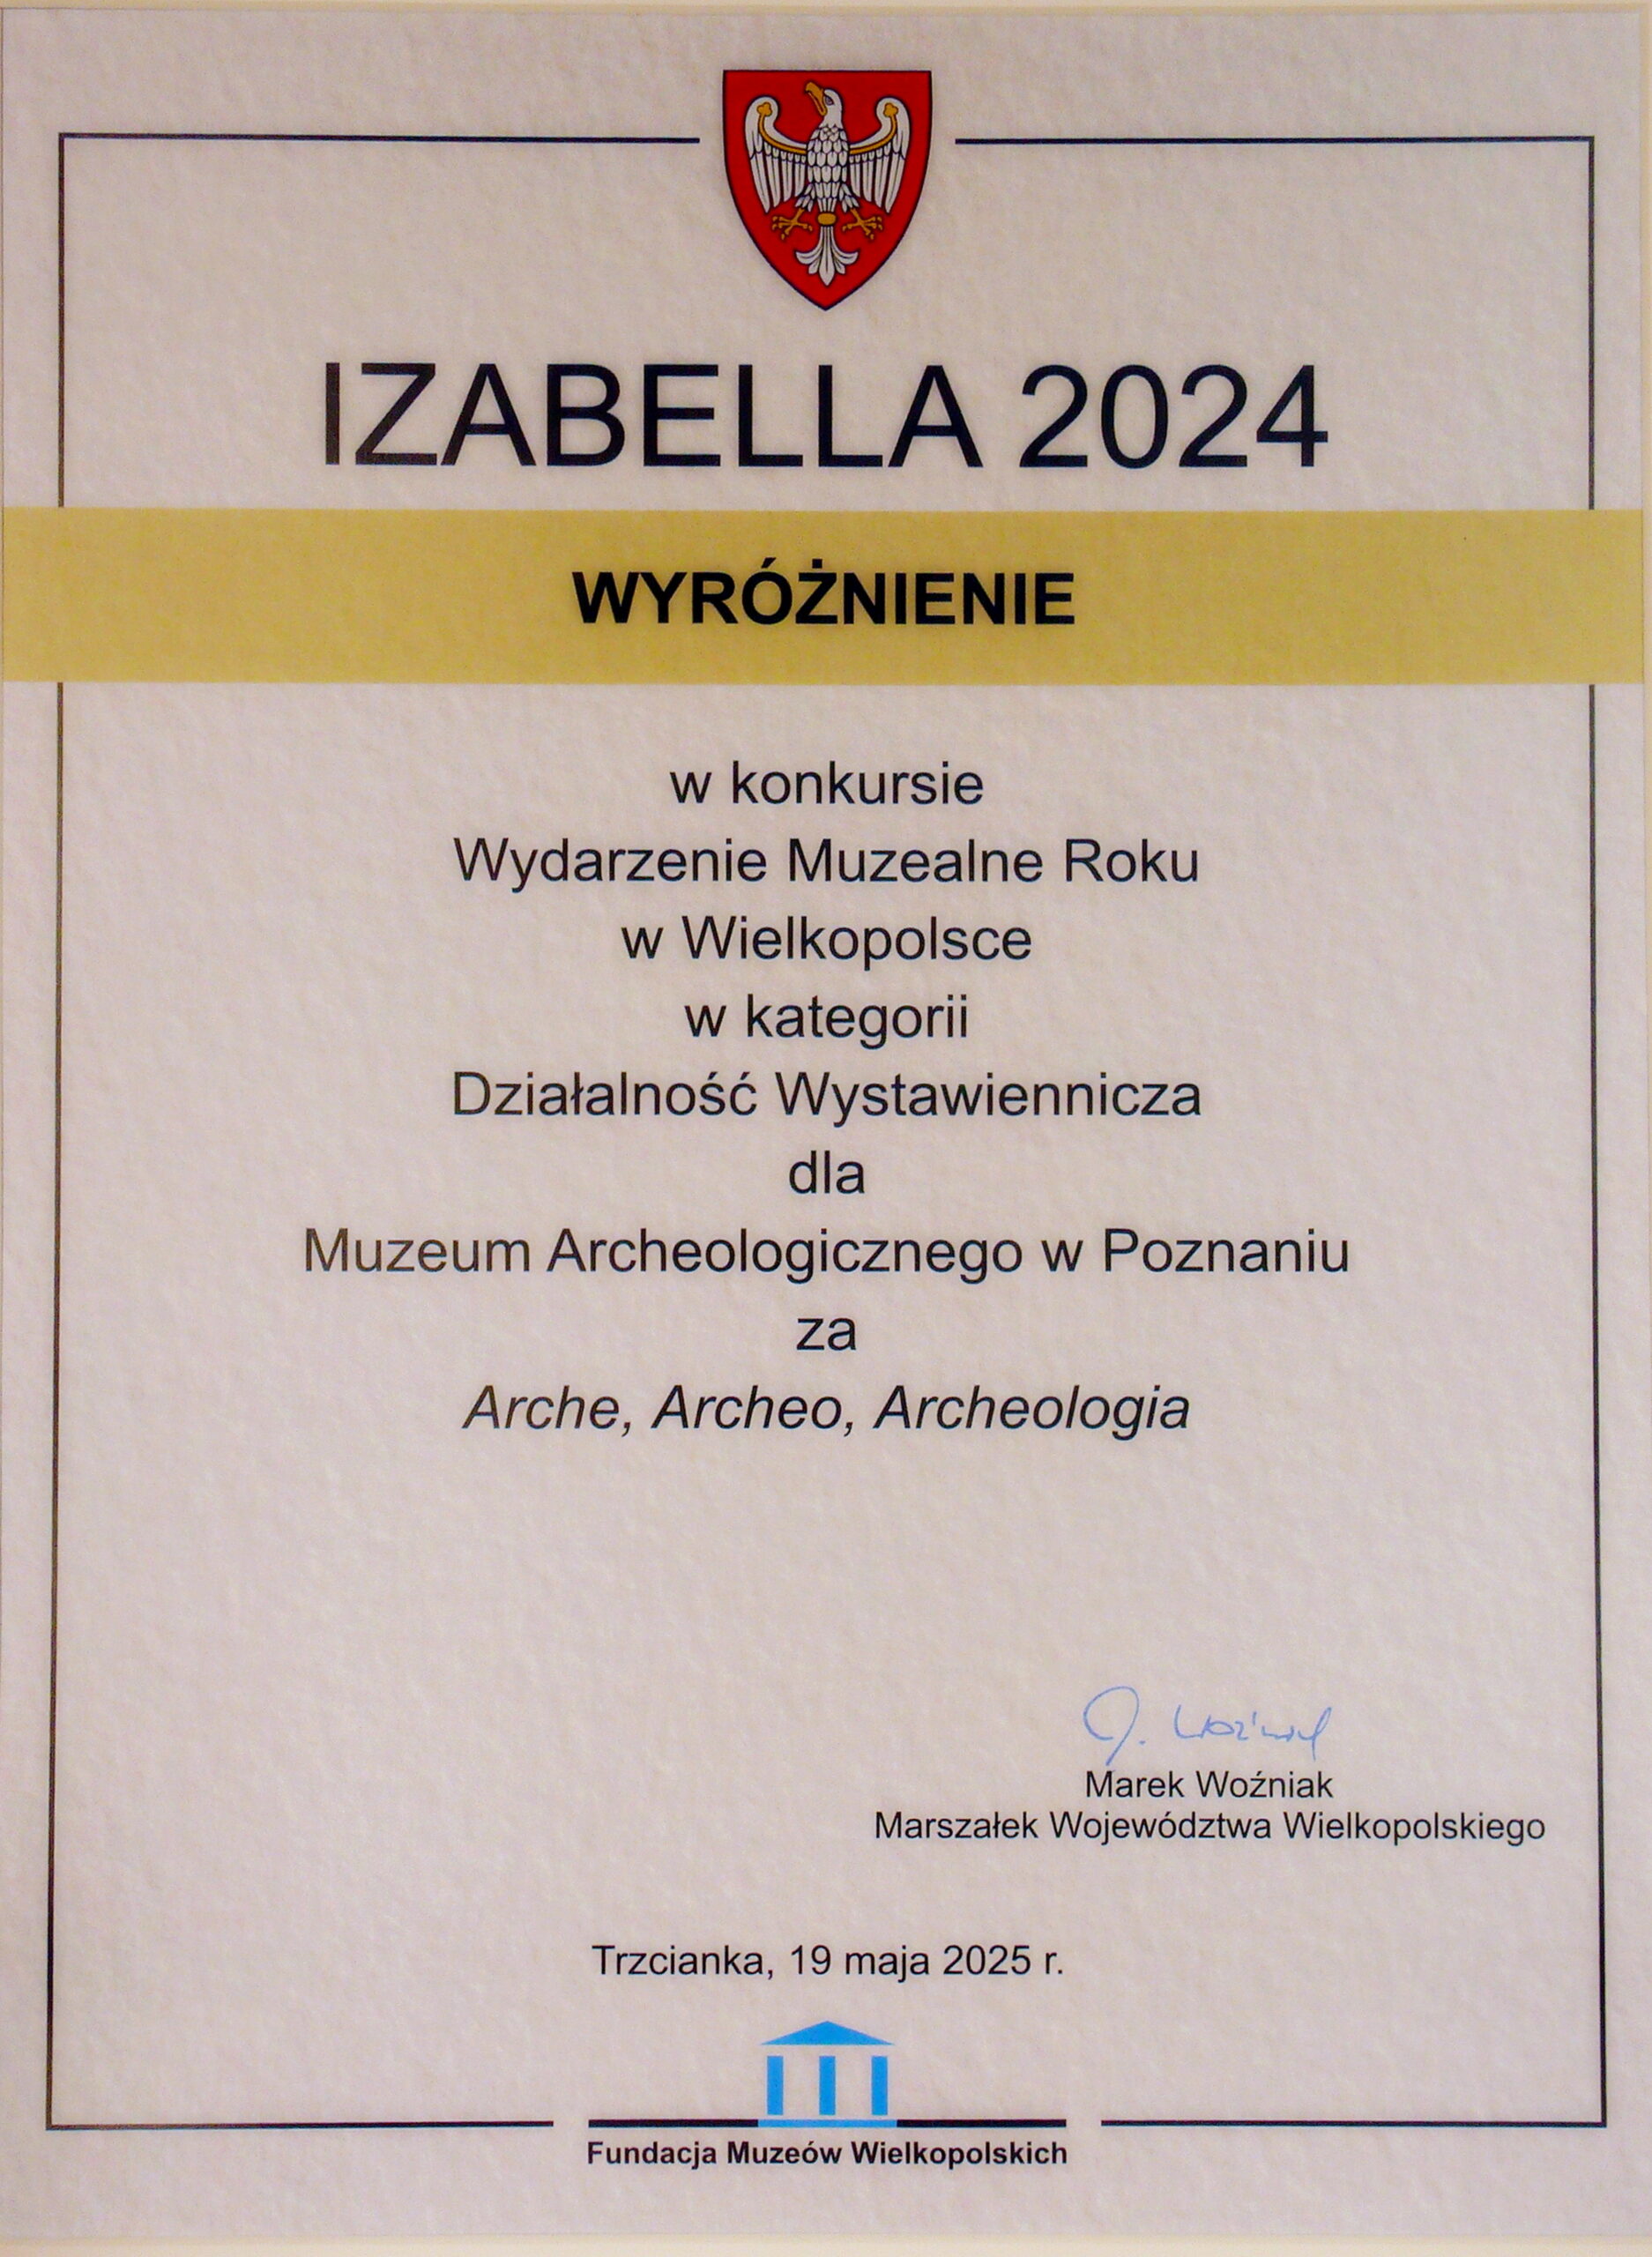 IZABELLA 2024
WYRÓŻNIENIE
w konkursie
Wydarzenie Muzealne Roku
w Wielkopolsce
w kategorii
Działalność Wystawiennicza
dla
Muzeum Archeologicznego w Poznaniu
za
Arche, Archeo, Archeologia
Marek Woźniak
Marszałek Województwa Wielkopolskiego
Trzcianka, 19 maja 2025 r.
Fundacja Muzeów Wielkopolskich